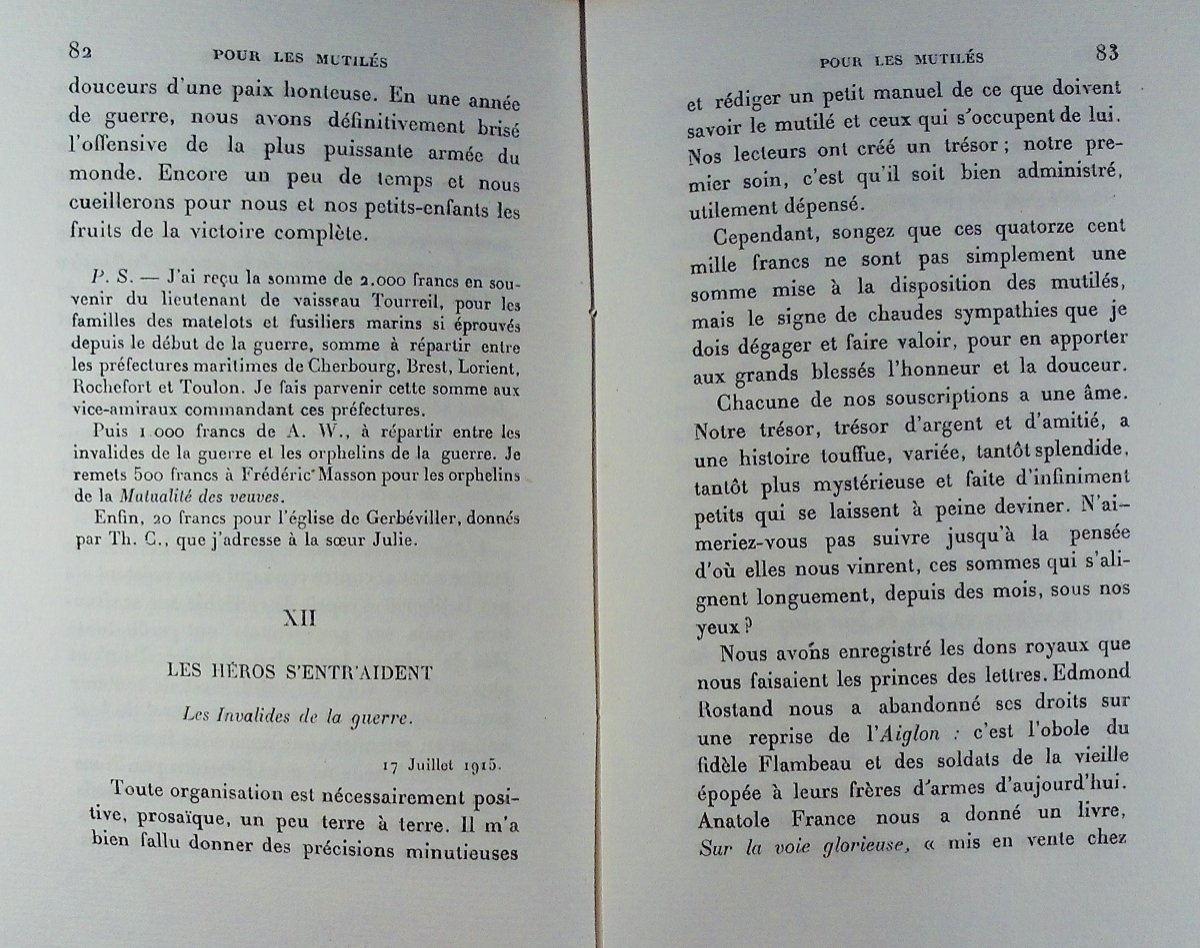 82
POUR LES MUTILÉS
douceurs d'une paix honteuse. En une année
de guerre, nous avons définitivement brisé
l'offensive de la plus puissante armée du
monde. Encore un peu de temps et nous
cueillerons pour nous et nos petits-enfants les
fruits de la victoire complète.
P. S. — J'ai reçu la somme de 2.000 francs en sou-
venir du lieutenant de vaisseau Tourreil, pour les
familles des matelots et fusiliers marins si éprouvés
depuis le début de la guerre, somme à répartir entre
les préfectures maritimes de Cherbourg, Brest, Lorient,
Rochefort et Toulon. Je fais parvenir cette somme aux
vice-amiraux commandant ces préfectures.
Puis 1.000 francs de A. W., à répartir entre les
invalides de la guerre et les orphelins de la guerre. Je
remets 500 francs à Frédéric Masson pour les orphelins
de la Mutualité des veuves.
Enfin, 20 francs pour l'église de Gerbéviller, donnés
par Th. C., que j'adresse à la sœur Julie.
XII
LES HÉROS S'ENTR'AIDENT
Les Invalides de la guerre.
17 Juillet 1915.
Toute organisation est nécessairement posi-
tive, prosaïque, un peu terre à terre. Il m'a
bien fallu donner des précisions minutieuses
POUR LES MUTILÉS
83
et rédiger un petit manuel de ce que doivent
savoir le mutilé et ceux qui s'occupent de lui.
Nos lecteurs ont créé un trésor ; notre pre-
mier soin, c'est qu'il soit bien administré,
utilement dépensé.
Cependant, songez que ces quatorze cent
mille francs ne sont pas simplement une
somme mise à la disposition des mutilés,
mais le signe de chaudes sympathies que je
dois dégager et faire valoir, pour en apporter
aux grands blessés l'honneur et la douceur.
Chacune de nos souscriptions a une âme.
Notre trésor, trésor d'argent et d'amitié, a
une histoire touffue, variée, tantôt splendide,
tantôt plus mystérieuse et faite d'infiniment
petits qui se laissent à peine deviner. N'ai-
meriez-vous pas suivre jusqu'à la pensée
d'où elles nous vinrent, ces sommes qui s'ali-
gnent longuement, depuis des mois, sous nos
yeux ?
Nous avons enregistré les dons royaux que
nous faisaient les princes des lettres. Edmond
Rostand nous a abandonné ses droits sur
une reprise de l'Aiglon : c'est l'obole du
fidèle Flambeau et des soldats de la vieille
épopée à leurs frères d'armes d'aujourd'hui.
Anatole France nous a donné un livre,
Sur la voie glorieuse, « mis en vente chez